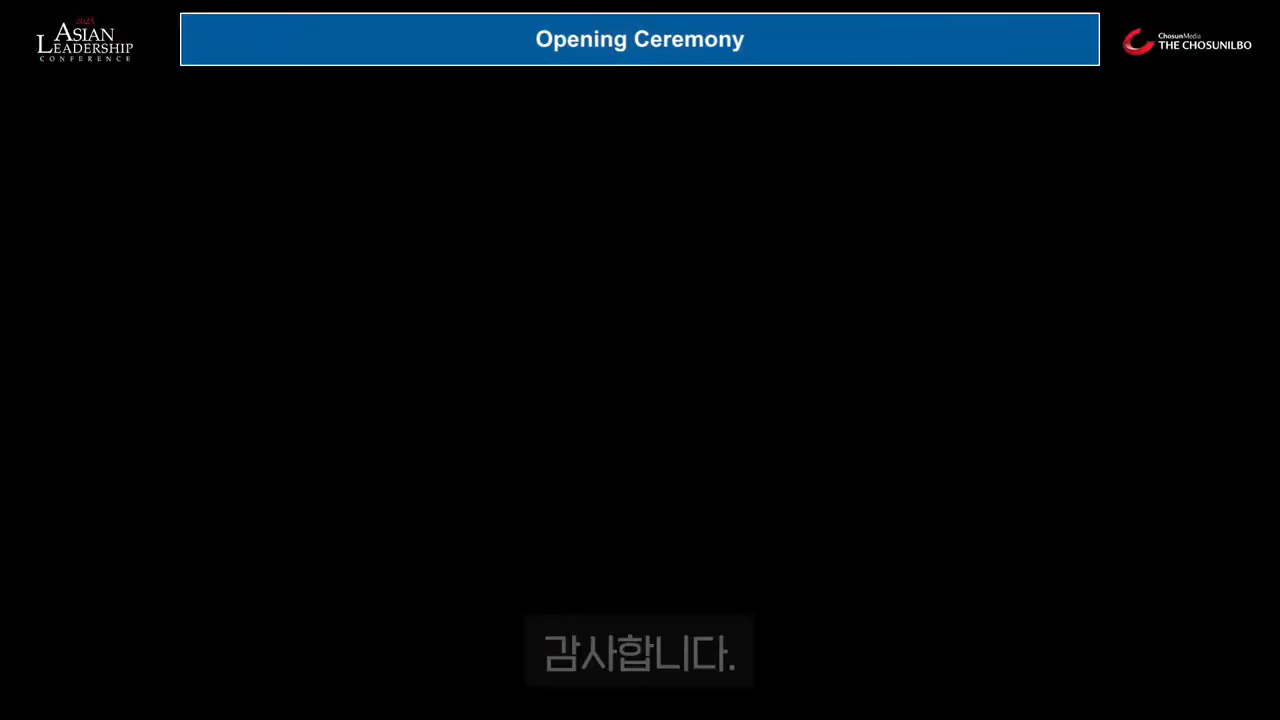 2023
ASIAN
LEADERSHIP
CONFERENCE
Opening Ceremony
ChosunMedia
THE CHOSUNILBO
감사합니다.